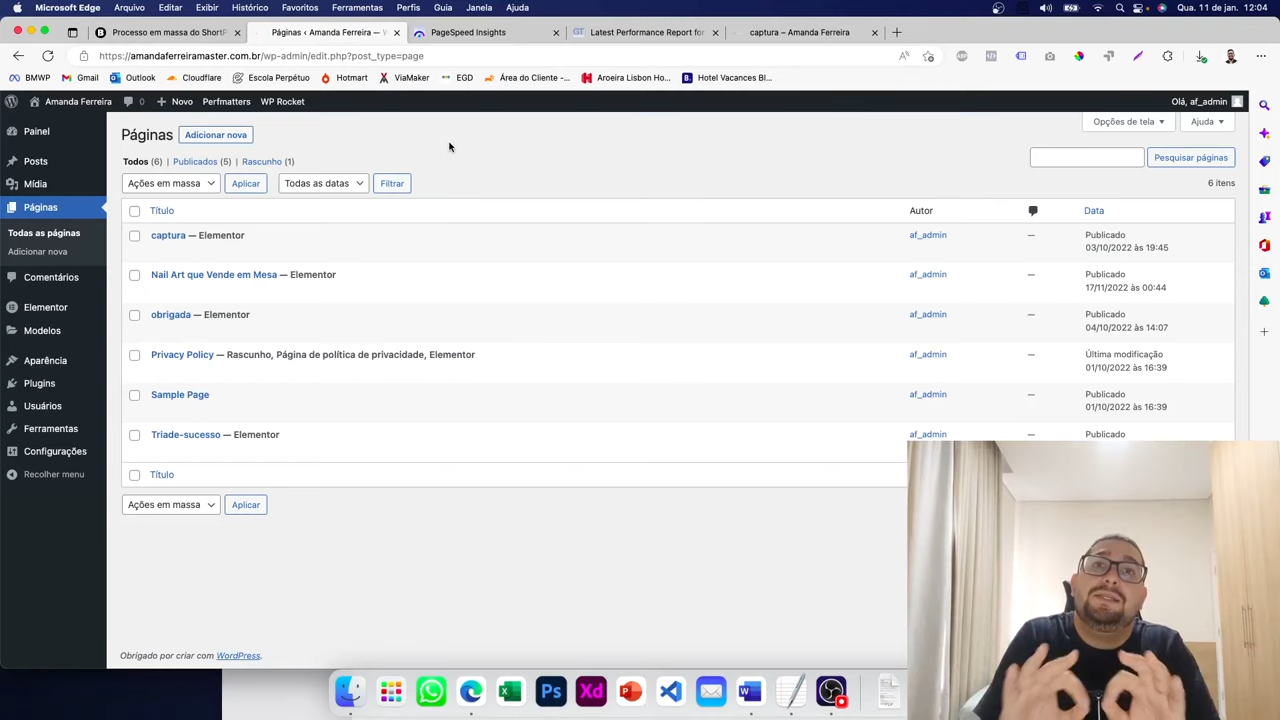 Microsoft Edge Arquivo Editar Exibir Histórico Favoritos Ferramentas Perfis Guia Janela Ajuda Qua. 11 de jan. 12:04
Processo em massa do ShortP Páginas ‹ Amanda Ferreira — W PageSpeed Insights GT Latest Performance Report for captura – Amanda Ferreira
https://amandaferreiramaster.com.br/wp-admin/edit.php?post_type=page
BMWP Gmail Outlook Cloudflare Escola Perpétuo Hotmart ViaMaker EGD Área do Cliente -... Aroeira Lisbon Ho... Hotel Vacances Bl...
Amanda Ferreira 0 Novo Perfmatters WP Rocket Olá, af_admin
Painel
Posts
Mídia
Páginas
Todas as páginas
Adicionar nova
Comentários
Elementor
Modelos
Aparência
Plugins
Usuários
Ferramentas
Configurações
Recolher menu
Páginas Adicionar nova Opções de tela Ajuda
Todos (6) | Publicados (5) | Rascunho (1) Pesquisar páginas
Ações em massa Aplicar Todas as datas Filtrar 6 itens
Título Autor Data
captura — Elementor af_admin — Publicado
03/10/2022 às 19:45
Nail Art que Vende em Mesa — Elementor af_admin — Publicado
17/11/2022 às 00:44
obrigada — Elementor af_admin — Publicado
04/10/2022 às 14:07
Privacy Policy — Rascunho, Página de política de privacidade, Elementor af_admin — Última modificação
01/10/2022 às 16:39
Sample Page af_admin — Publicado
01/10/2022 às 16:39
Triade-sucesso — Elementor af_admin — Publicado
Título
Ações em massa Aplicar
Obrigado por criar com WordPress.
Ps Xd